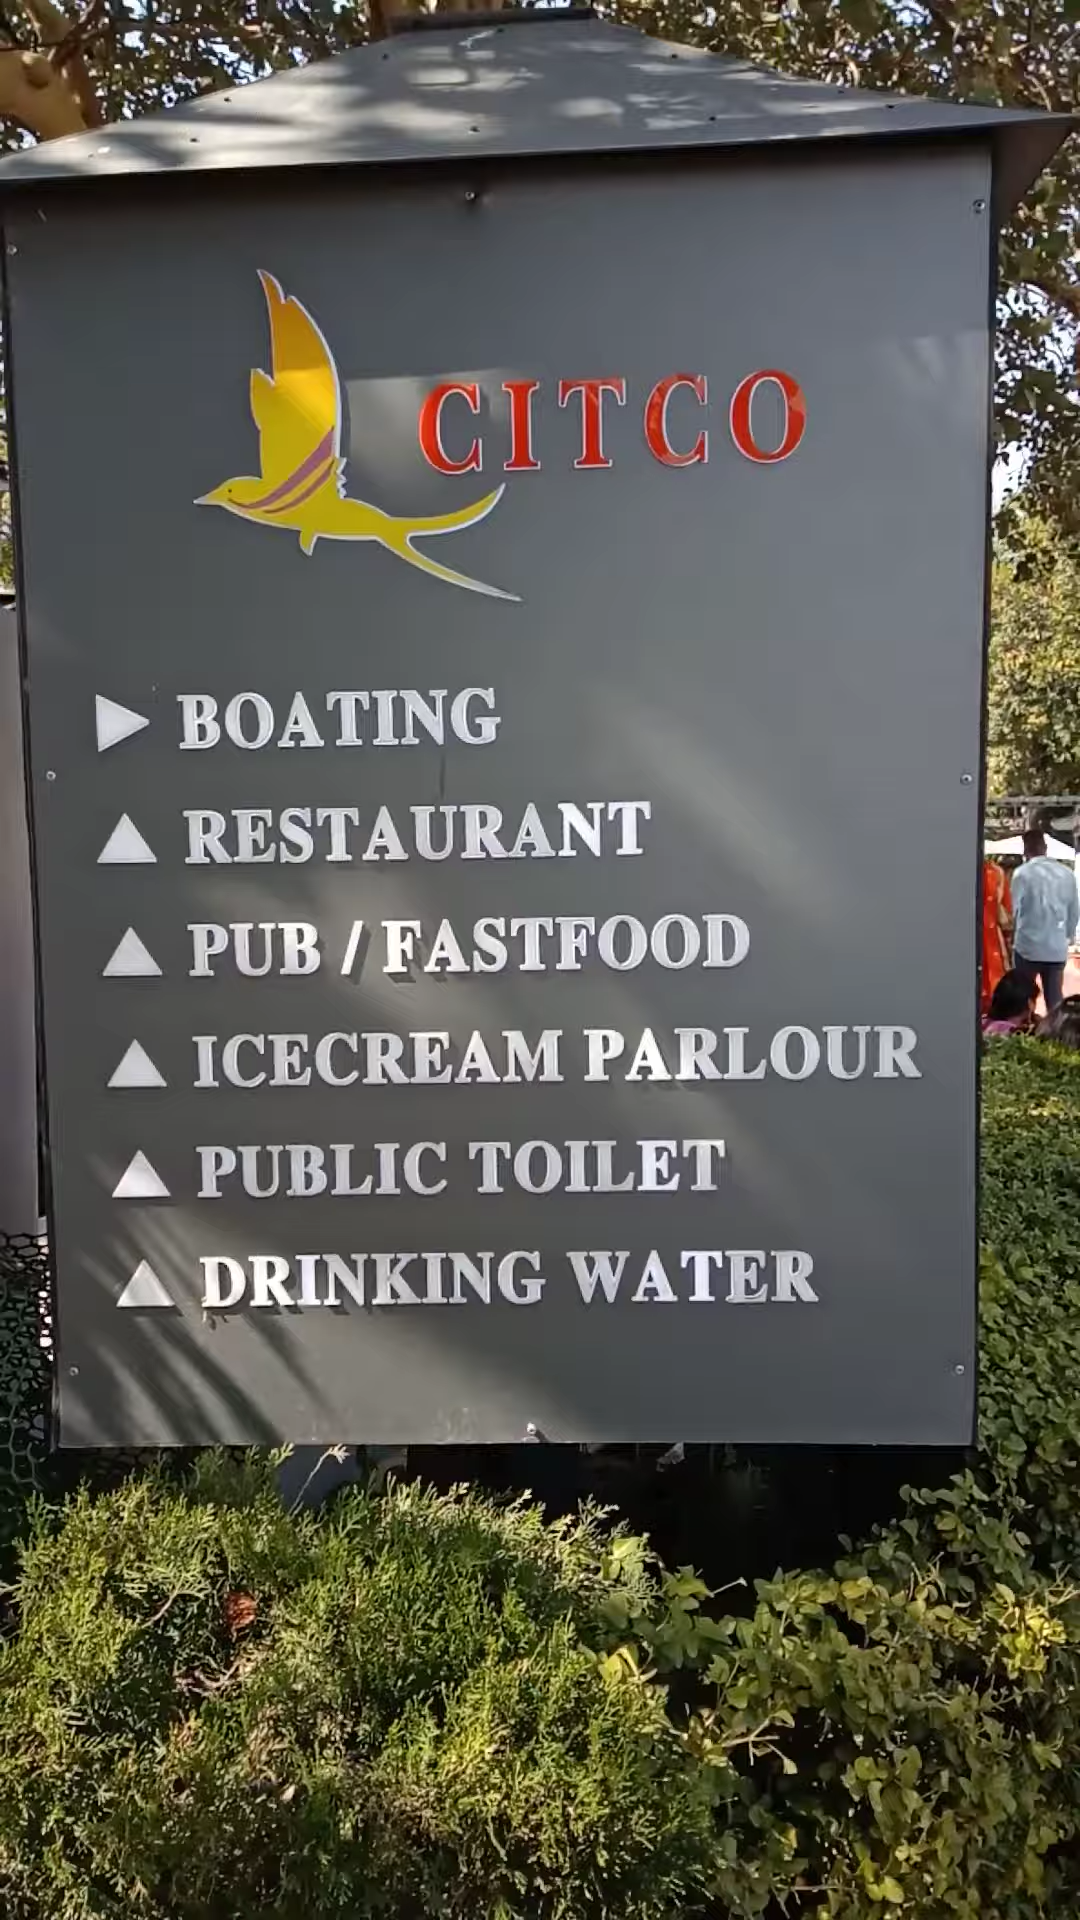 CITCO
BOATING
RESTAURANT
PUB / FASTFOOD
ICECREAM PARLOUR
PUBLIC TOILET
DRINKING WATER